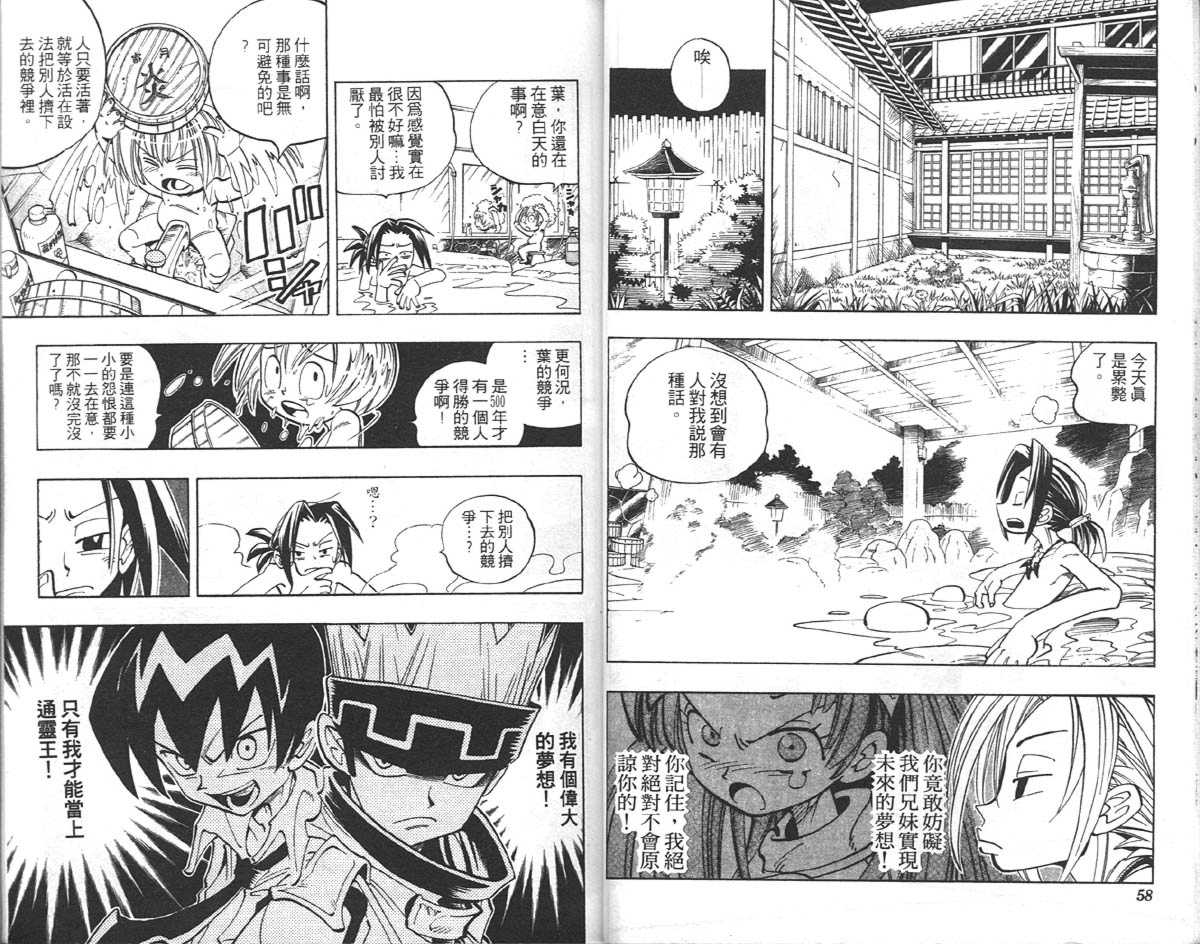 唉──
今天真
是累斃
了。
沒想到會有
人對我說那
種話。
你竟敢妨礙
我們兄妹實現
未來的夢想！
你記住，我絕
對絕對不會原
諒你的！
58
葉，你還在
在意白天的
事啊？
因爲感覺實在
很不好嘛…我
最怕被別人討
厭了。
什麼話啊，
那種事是無
可避免的吧
？
人只要活著，
就等於活在設
法把別人擠下
去的競爭裡。
更何況，
葉的競爭
…
是500年才
有一個人
得勝的競
爭啊！
要是連這種小
小的怨恨都要
一一去在意，
那不就沒完沒
了了嗎？
把別人擠
下去的競
爭…？
嗯…？
我有個偉大
的夢想！
只有我才能當上
通靈王！